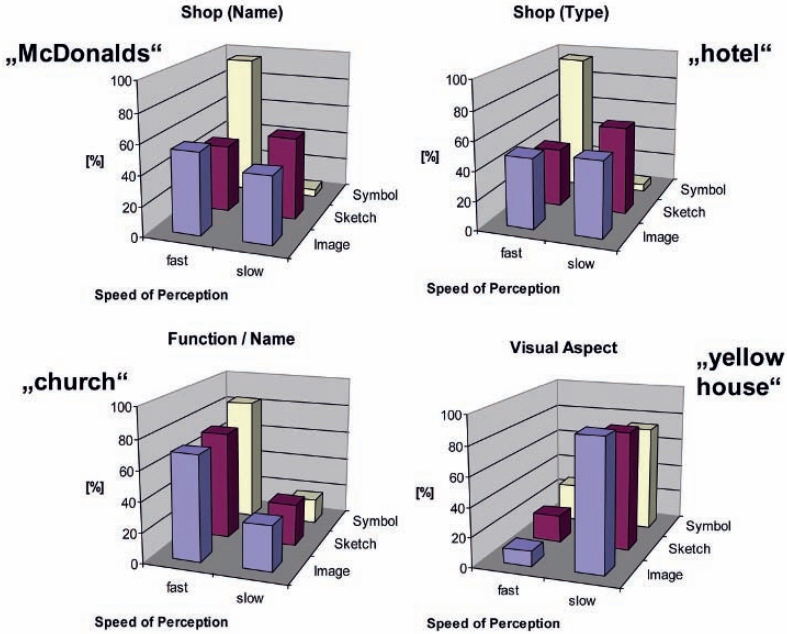 Shop (Name)
„McDonalds“
[%]
100
80
60
40
20
0
fast
slow
Symbol
Sketch
Image
Speed of Perception
Shop (Type)
„hotel“
[%]
100
80
60
40
20
0
fast
slow
Symbol
Sketch
Image
Speed of Perception
Function / Name
„church“
[%]
100
80
60
40
20
0
fast
slow
Symbol
Sketch
Image
Speed of Perception
Visual Aspect
„yellow
house“
[%]
100
80
60
40
20
0
fast
slow
Symbol
Sketch
Image
Speed of Perception